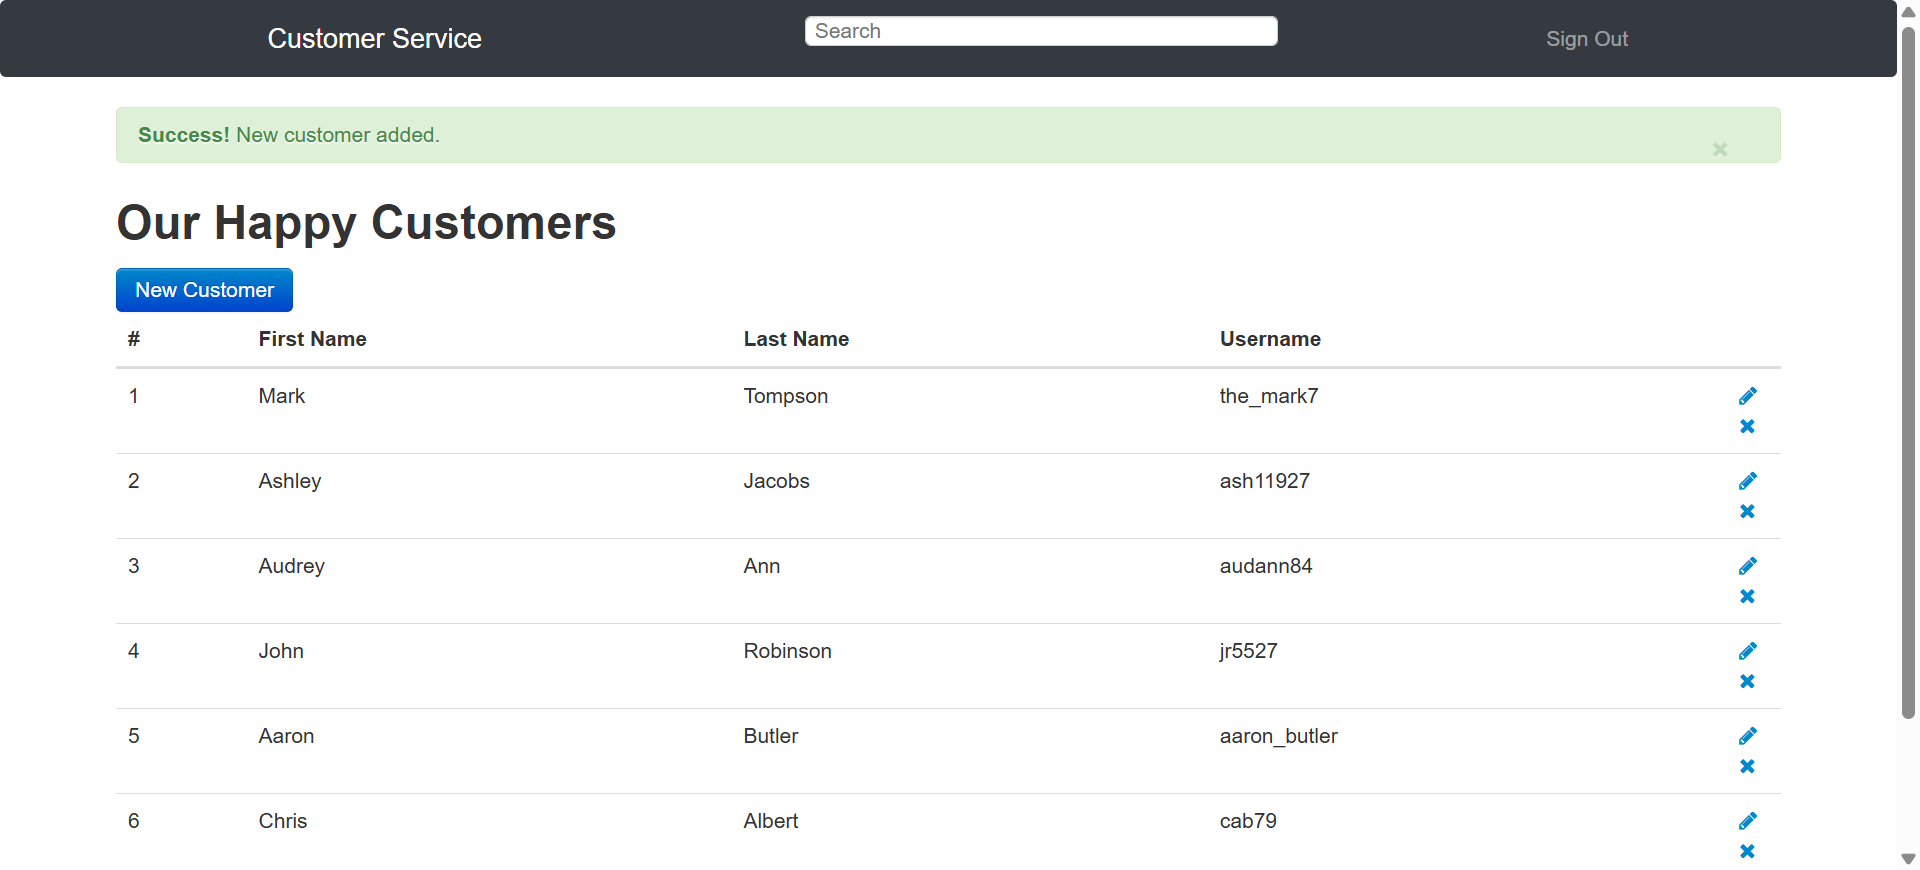 Customer Service
Search
Sign Out
Success! New customer added.
Our Happy Customers
New Customer
# First Name Last Name Username
1 Mark Tompson the_mark7
2 Ashley Jacobs ash11927
3 Audrey Ann audann84
4 John Robinson jr5527
5 Aaron Butler aaron_butler
6 Chris Albert cab79